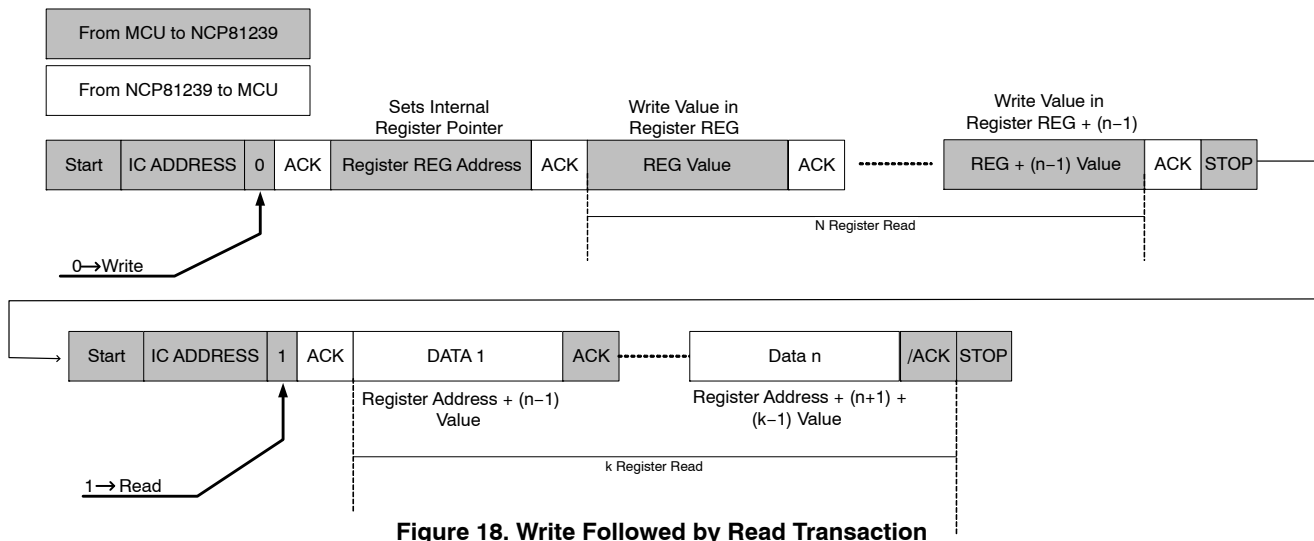 From MCU to NCP81239
From NCP81239 to MCU
Sets Internal
Register Pointer
Write Value in
Register REG
Write Value in
Register REG + (n−1)
Start IC ADDRESS 0 ACK Register REG Address ACK REG Value ACK REG + (n−1) Value ACK STOP
N Register Read
0→Write
Start IC ADDRESS 1 ACK DATA 1 ACK Data n /ACK STOP
Register Address + (n−1)
Value
Register Address + (n+1) +
(k−1) Value
k Register Read
1→Read
Figure 18. Write Followed by Read Transaction